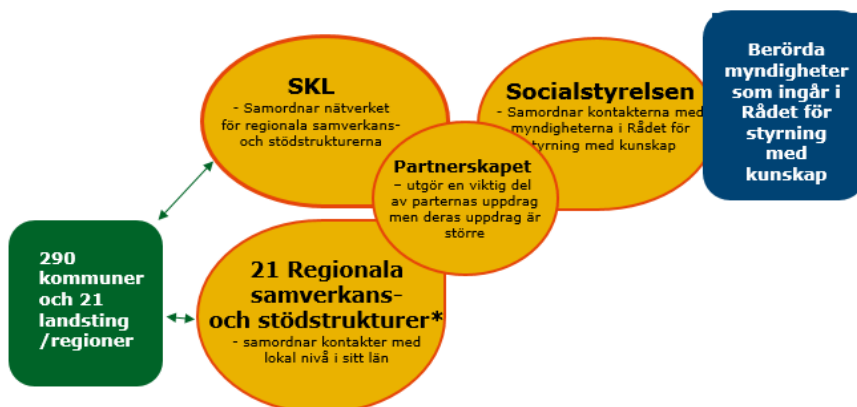 SKL
- Samordnar nätverket
för regionala samverkans-
och stödstrukturerna
Socialstyrelsen
- Samordnar kontakterna med
myndigheterna i Rådet för
styrning med kunskap
Berörda
myndigheter
som ingår i
Rådet för
styrning
med
kunskap
Partnerskapet
– utgör en viktig del
av parternas uppdrag
men deras uppdrag är
större
290
kommuner
och 21
landsting
/regioner
21 Regionala
samverkans-
och stödstrukturer*
- samordnar kontakter med
lokal nivå i sitt län